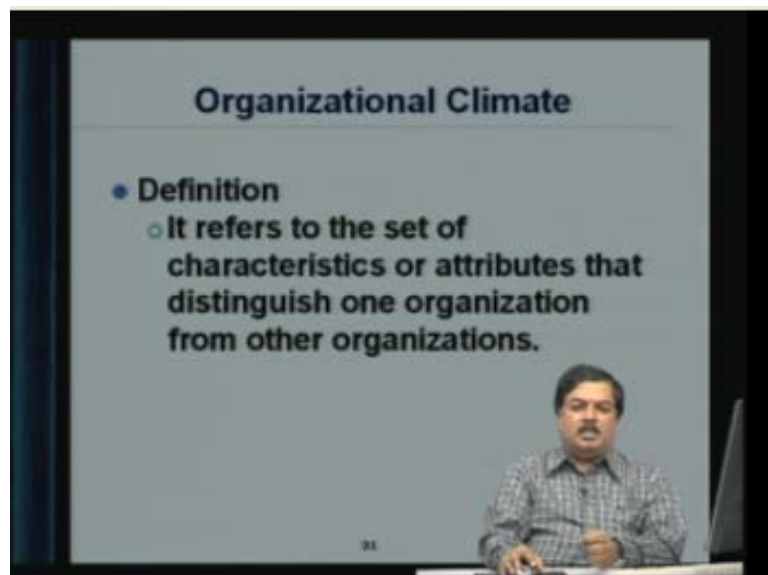 Organizational Climate
Definition
It refers to the set of
characteristics or attributes that
distinguish one organization
from other organizations.
31